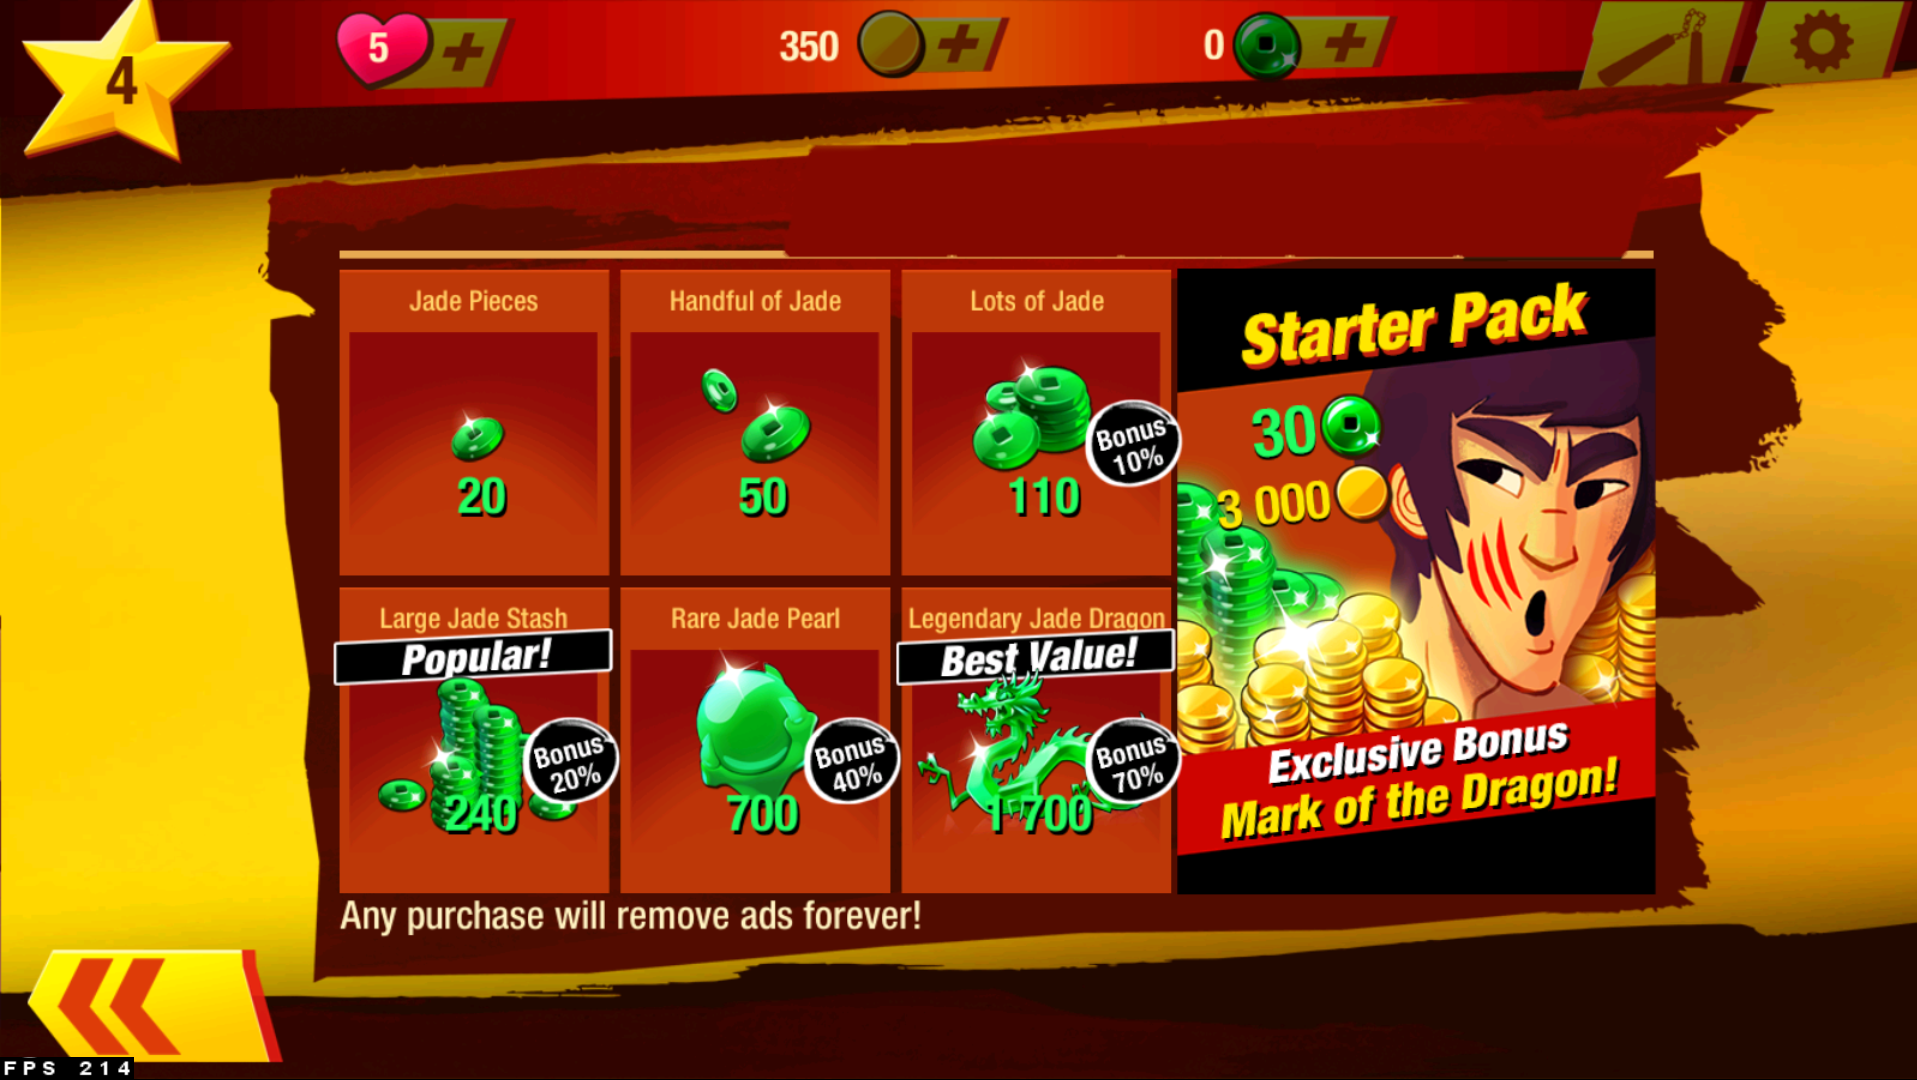 4
5
350
0
Jade Pieces
20
Handful of Jade
50
Lots of Jade
Bonus
10%
110
Starter Pack
30
3 000
Large Jade Stash
Popular!
Bonus
20%
240
Rare Jade Pearl
Bonus
40%
700
Legendary Jade Dragon
Best Value!
Bonus
70%
1 700
Exclusive Bonus
Mark of the Dragon!
Any purchase will remove ads forever!
FPS 214